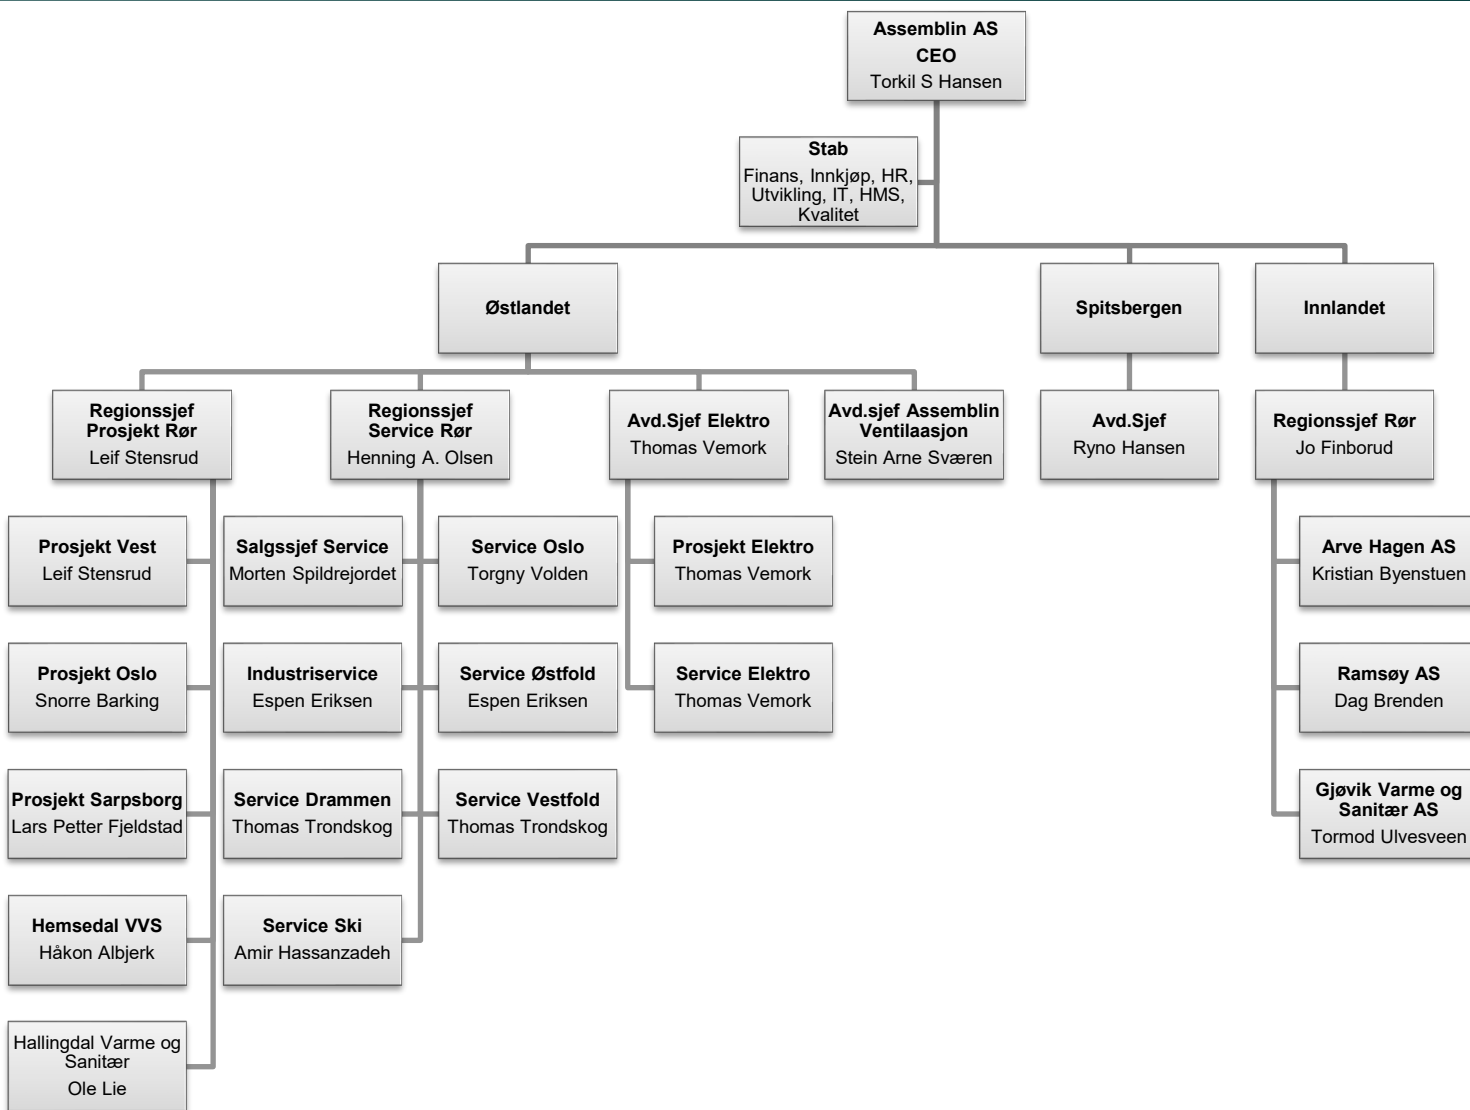 Assemblin AS
CEO
Torkil S Hansen
Stab
Finans, Innkjøp, HR,
Utvikling, IT, HMS,
Kvalitet
Østlandet
Spitsbergen
Innlandet
Regionssjef
Prosjekt Rør
Leif Stensrud
Regionssjef
Service Rør
Henning A. Olsen
Avd.Sjef Elektro
Thomas Vemork
Avd.sjef Assemblin
Ventilaasjon
Stein Arne Sværen
Avd.Sjef
Ryno Hansen
Regionssjef Rør
Jo Finborud
Prosjekt Vest
Leif Stensrud
Salgssjef Service
Morten Spildrejordet
Service Oslo
Torgny Volden
Prosjekt Elektro
Thomas Vemork
Arve Hagen AS
Kristian Byenstuen
Prosjekt Oslo
Snorre Barking
Industriservice
Espen Eriksen
Service Østfold
Espen Eriksen
Service Elektro
Thomas Vemork
Ramsøy AS
Dag Brenden
Prosjekt Sarpsborg
Lars Petter Fjeldstad
Service Drammen
Thomas Trondskog
Service Vestfold
Thomas Trondskog
Gjøvik Varme og
Sanitær AS
Tormod Ulvesveen
Hemsedal VVS
Håkon Albjerk
Service Ski
Amir Hassanzadeh
Hallingdal Varme og
Sanitær
Ole Lie